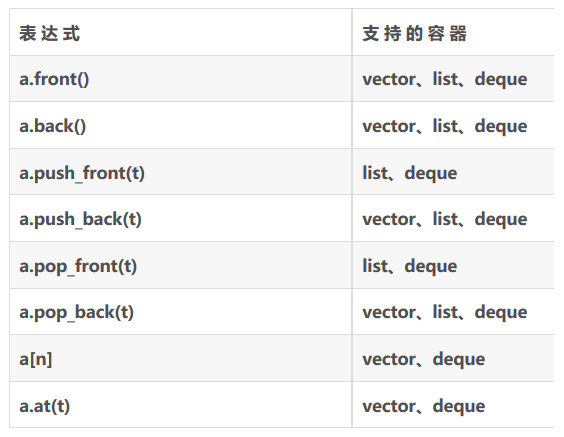 表 达 式 支 持 的 容 器
a.front() vector、list、deque
a.back() vector、list、deque
a.push_front(t) list、deque
a.push_back(t) vector、list、deque
a.pop_front(t) list、deque
a.pop_back(t) vector、list、deque
a[n] vector、deque
a.at(t) vector、deque